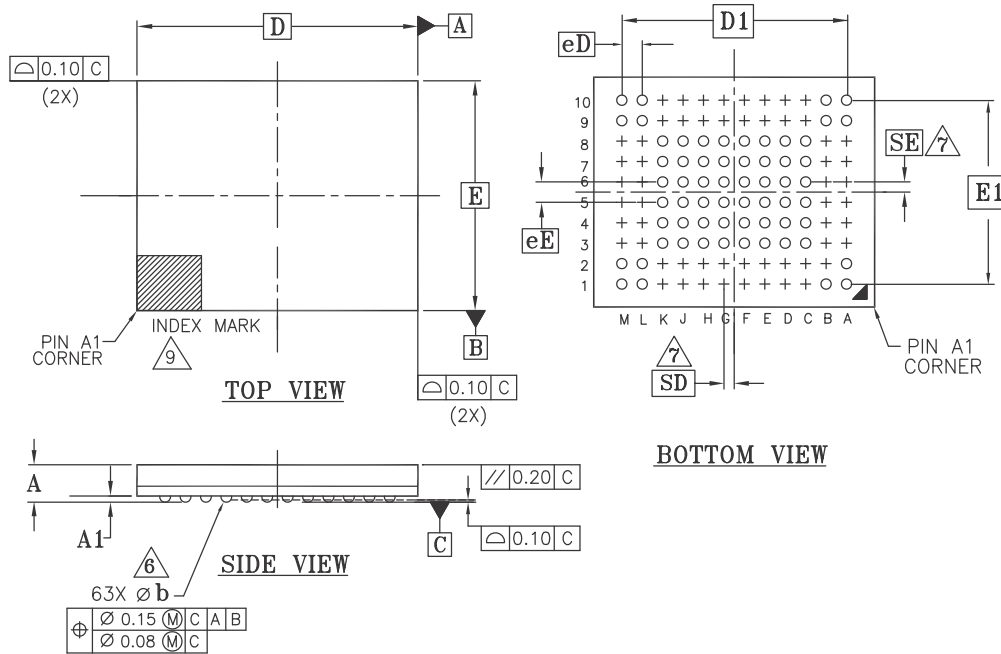 D
A
⌓ 0.10 C
(2X)
E
PIN A1
CORNER
INDEX MARK
9
B
⌓ 0.10 C
(2X)
TOP VIEW
D1
eD
10
9
8
7
6
5
4
3
2
1
SE 7
E1
eE
M L K J H G F E D C B A
7
SD
PIN A1
CORNER
BOTTOM VIEW
A
A1
// 0.20 C
C
⌓ 0.10 C
6
SIDE VIEW
63X ⌀ b
⌖ ⌀ 0.15 Ⓜ C A B
⌀ 0.08 Ⓜ C